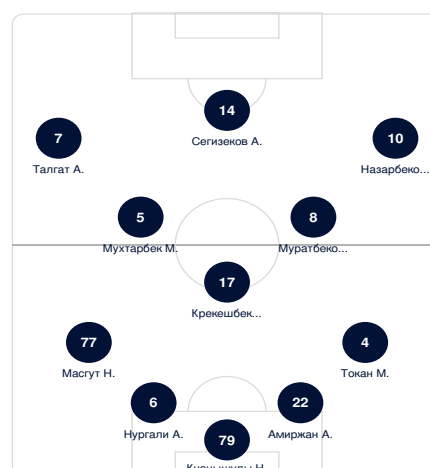 14
Сегизеков А.
7
Талгат А.
10
Назарбеко...
5
Мухтарбек М.
8
Муратбеко...
17
Крекешбек...
77
Масгут Н.
4
Токан М.
6
Нургали А.
22
Амиржан А.
79